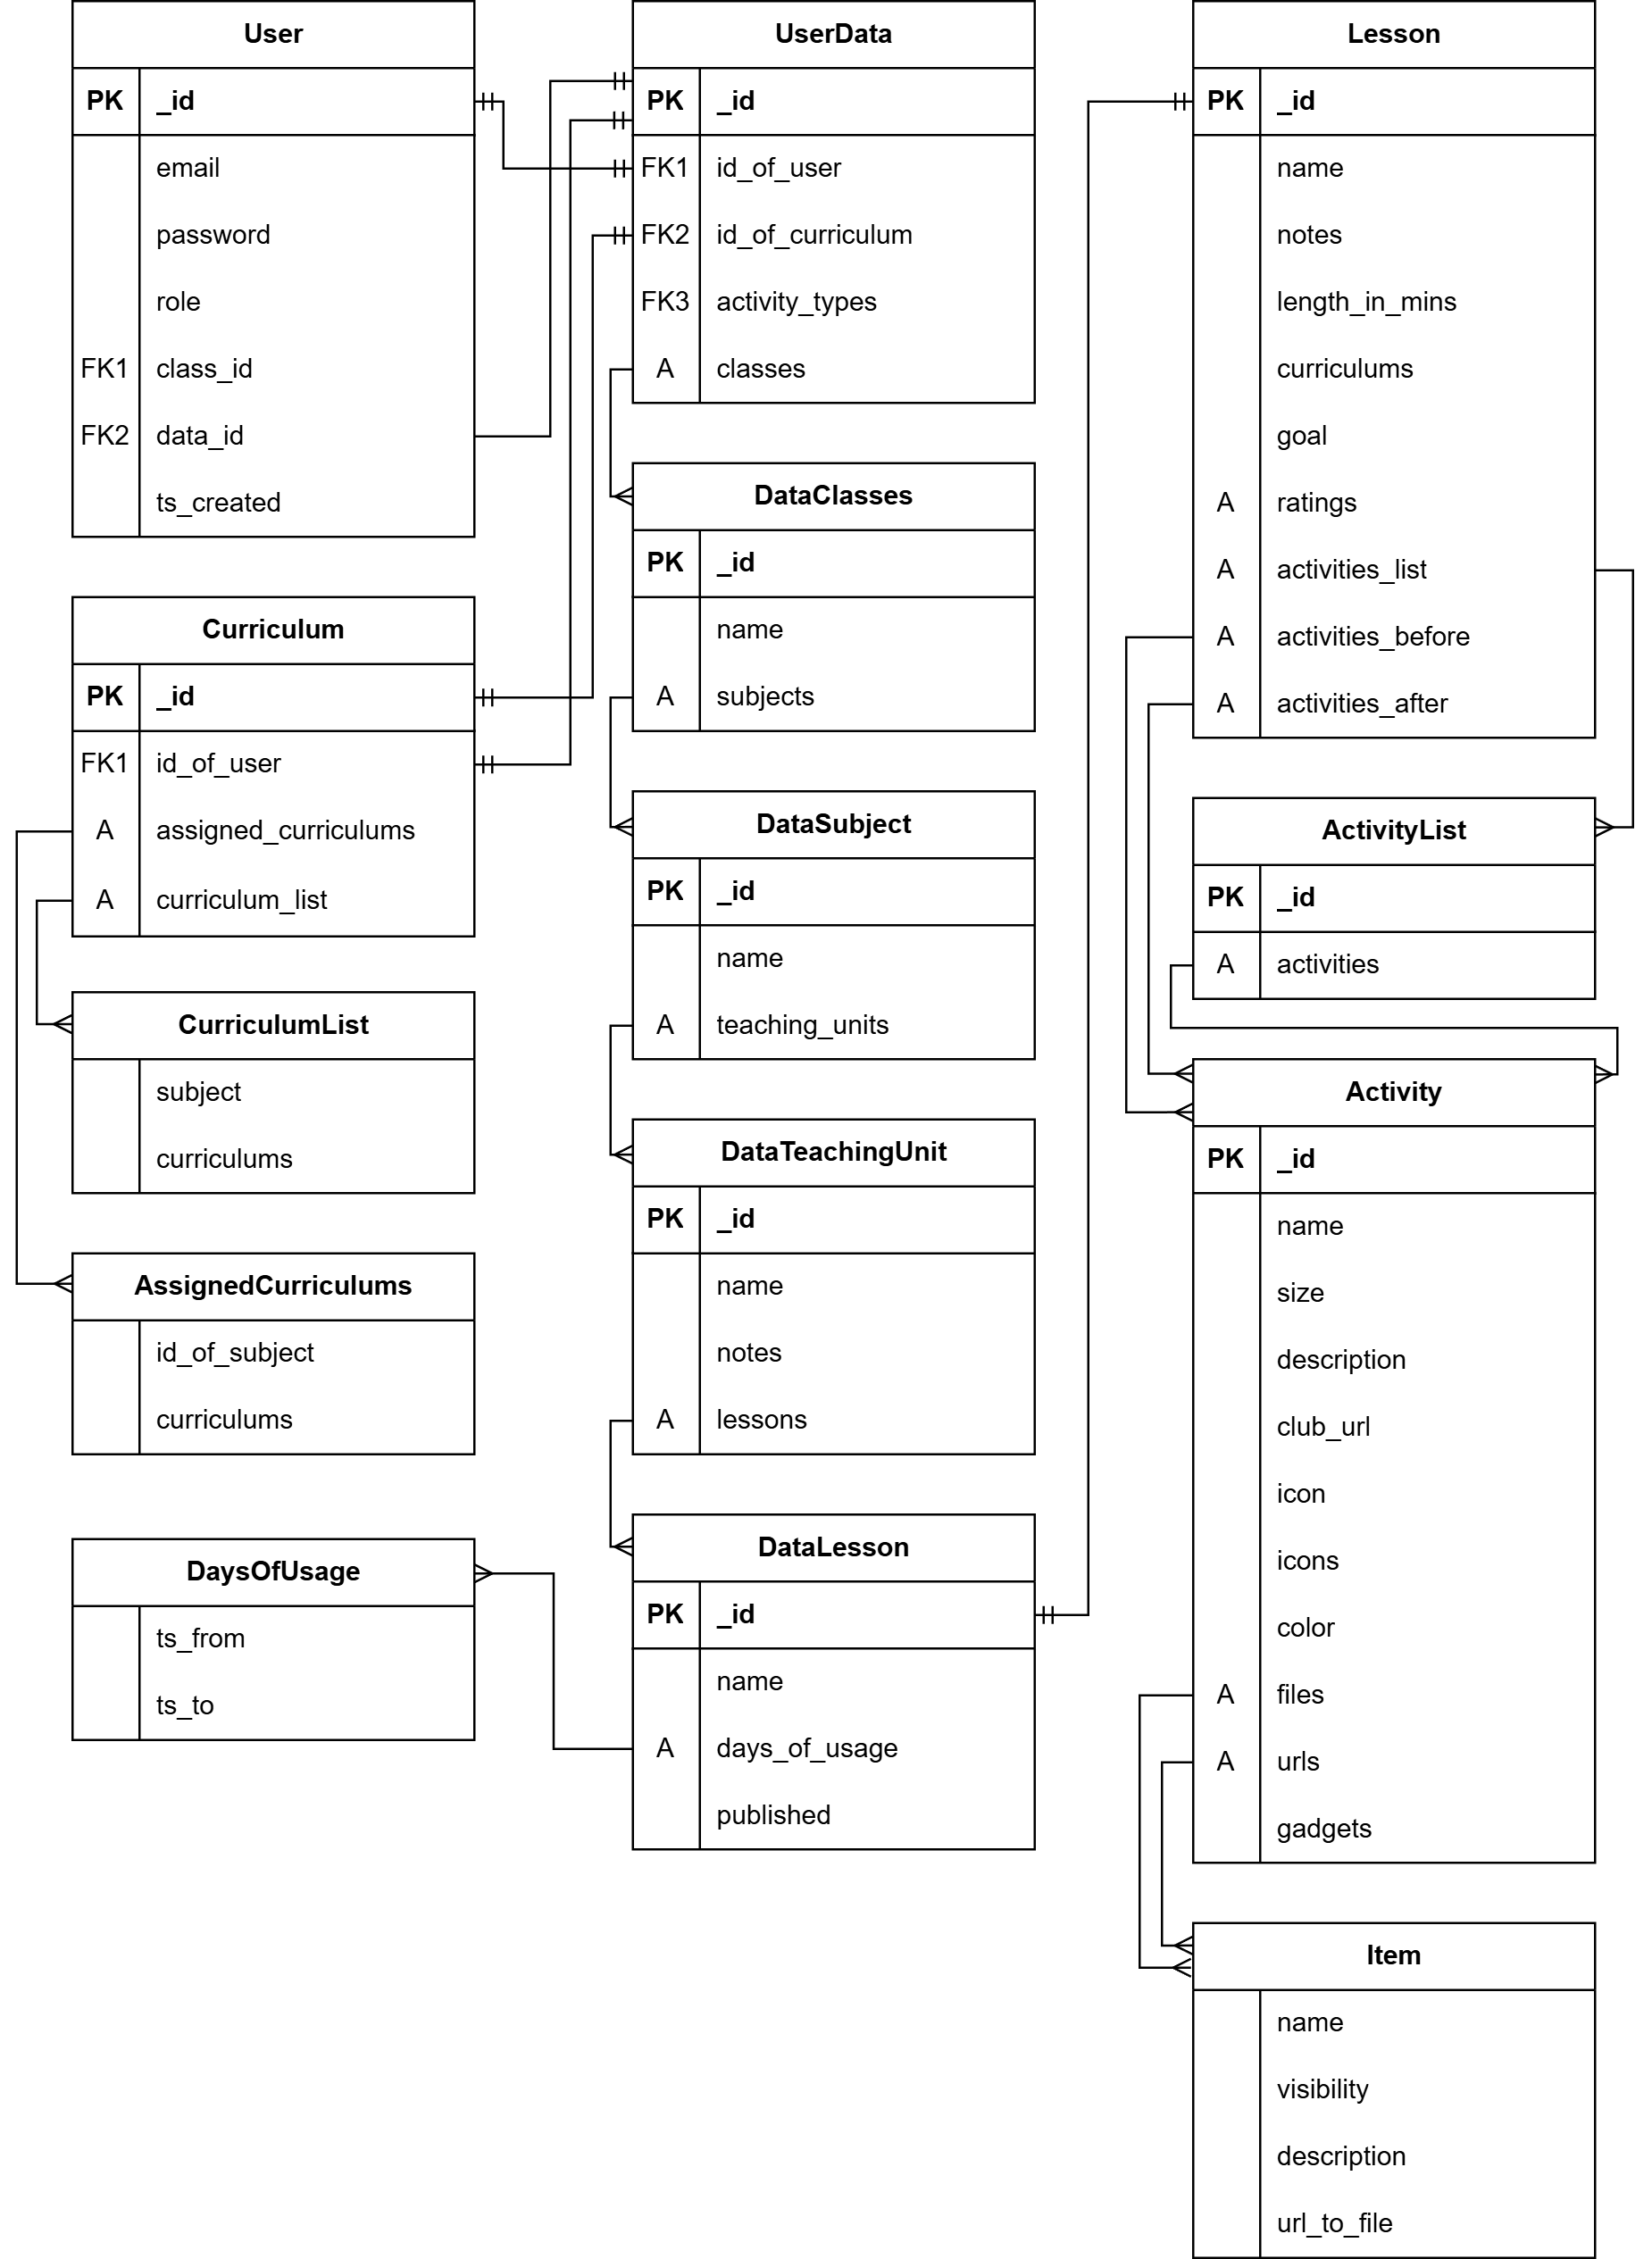 User
PK _id
email
password
role
FK1 class_id
FK2 data_id
ts_created
Curriculum
PK _id
FK1 id_of_user
A assigned_curriculums
A curriculum_list
CurriculumList
subject
curriculums
AssignedCurriculums
id_of_subject
curriculums
DaysOfUsage
ts_from
ts_to
UserData
PK _id
FK1 id_of_user
FK2 id_of_curriculum
FK3 activity_types
A classes
DataClasses
PK _id
name
A subjects
DataSubject
PK _id
name
A teaching_units
DataTeachingUnit
PK _id
name
notes
A lessons
DataLesson
PK _id
name
A days_of_usage
published
Lesson
PK _id
name
notes
length_in_mins
curriculums
goal
A ratings
A activities_list
A activities_before
A activities_after
ActivityList
PK _id
A activities
Activity
PK _id
name
size
description
club_url
icon
icons
color
A files
A urls
gadgets
Item
name
visibility
description
url_to_file